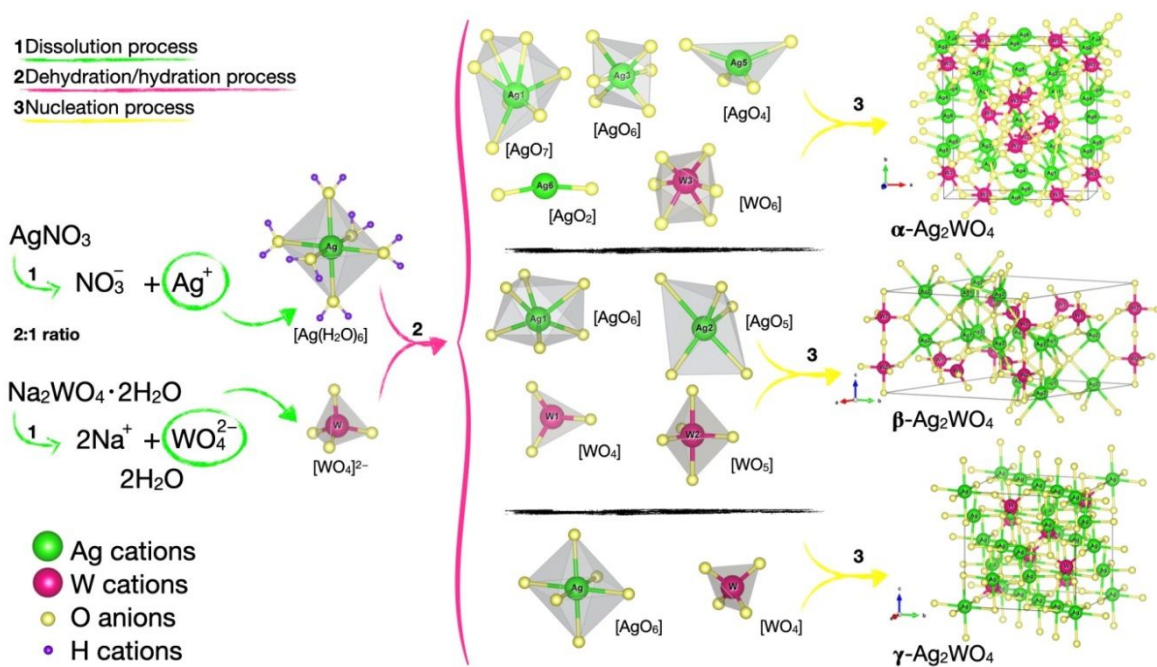 1Dissolution process
2Dehydration/hydration process
3Nucleation process
AgNO₃
1
NO₃⁻ + Ag⁺
2:1 ratio
Na₂WO₄·2H₂O
1
2Na⁺ + WO₄²⁻
2H₂O
Ag
[Ag(H₂O)₆]
W
[WO₄]²⁻
2
Ag cations
W cations
O anions
H cations
Ag1
[AgO₇]
Ag3
[AgO₆]
Ag5
[AgO₄]
Ag6
[AgO₂]
W3
[WO₆]
3
α-Ag₂WO₄
Ag1
[AgO₆]
Ag2
[AgO₅]
W1
[WO₄]
W2
[WO₅]
3
β-Ag₂WO₄
Ag
[AgO₆]
W
[WO₄]
3
γ-Ag₂WO₄